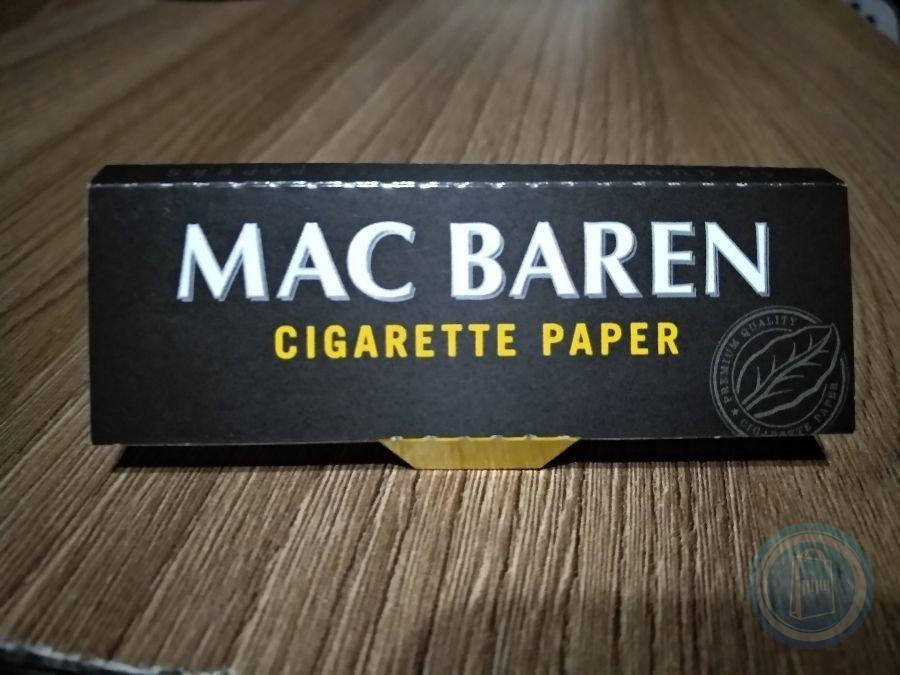 MAC BAREN
CIGARETTE PAPER
PREMIUM QUALITY
★ CIGARETTE PAPER